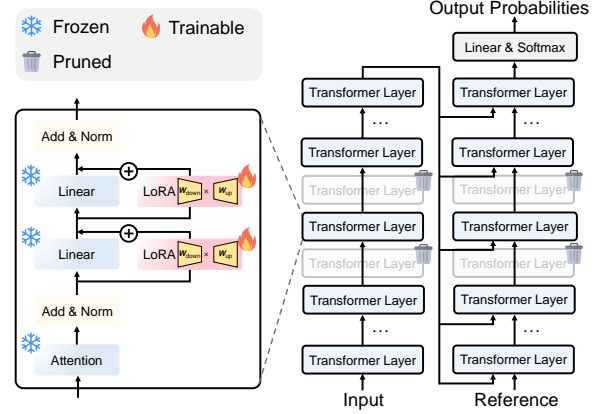 Frozen
Trainable
Pruned
Add & Norm
Linear
LoRA W_down × W_up
Linear
LoRA W_down × W_up
Add & Norm
Attention
Transformer Layer
...
Transformer Layer
Transformer Layer
Transformer Layer
Transformer Layer
Transformer Layer
...
Transformer Layer
Input
Output Probabilities
Linear & Softmax
Transformer Layer
...
Transformer Layer
Transformer Layer
Transformer Layer
Transformer Layer
Transformer Layer
...
Transformer Layer
Reference